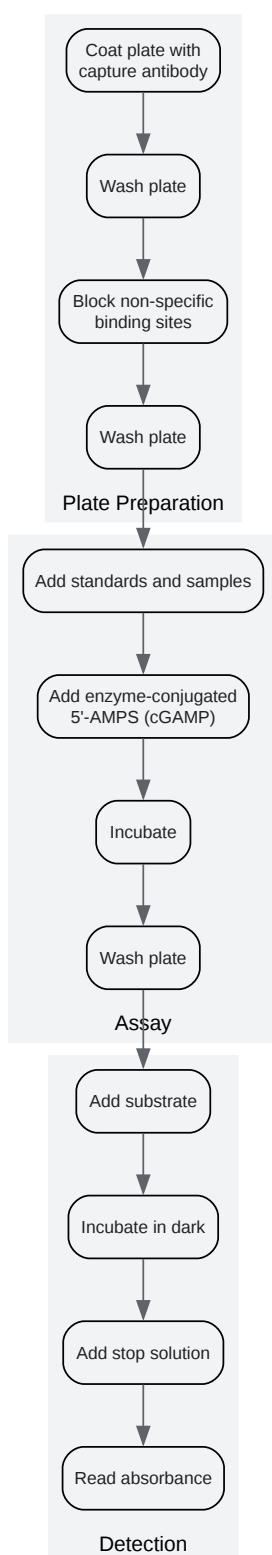 Coat plate with
capture antibody
Wash plate
Block non-specific
binding sites
Wash plate
Plate Preparation
Add standards and samples
Add enzyme-conjugated
5'-AMPS (cGAMP)
Incubate
Wash plate
Assay
Add substrate
Incubate in dark
Add stop solution
Read absorbance
Detection